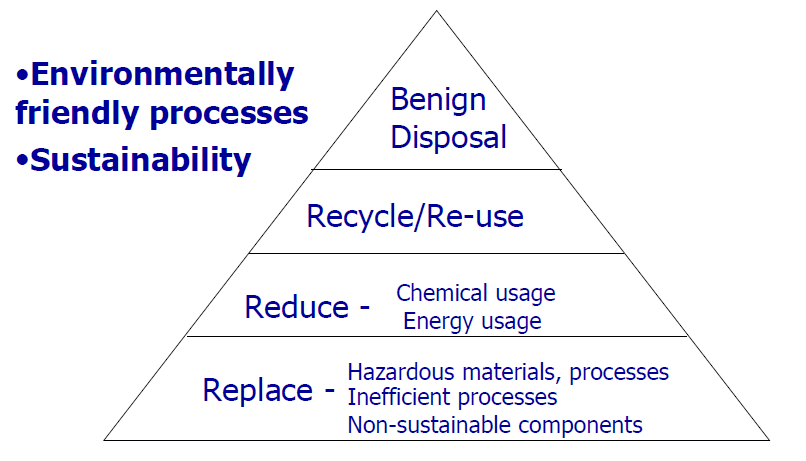 •Environmentally
friendly processes
•Sustainability
Benign
Disposal
Recycle/Re-use
Reduce -
Chemical usage
Energy usage
Replace -
Hazardous materials, processes
Inefficient processes
Non-sustainable components